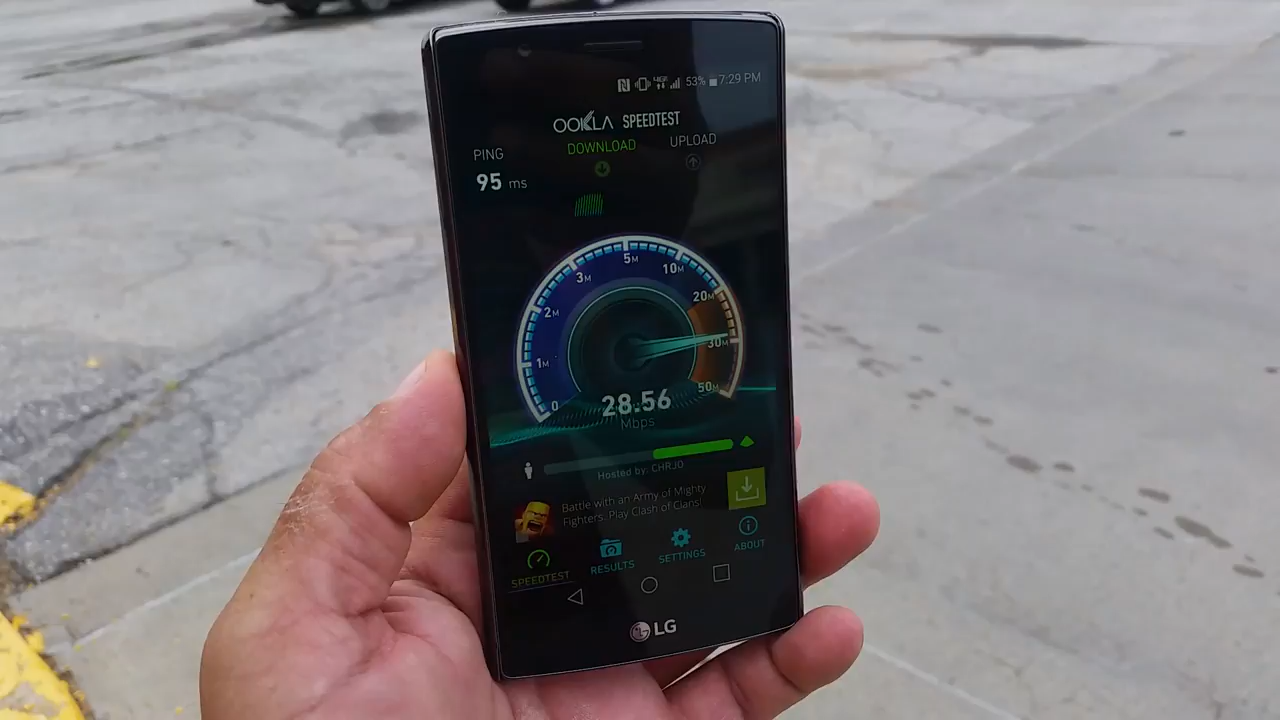 4G 53% 7:29 PM
OOKLA SPEEDTEST
PING DOWNLOAD UPLOAD
95 ms
5M
3M 10M
2M 20M
1M 30M
0 50M
28.56
Mbps
Hosted by: CHRJO
Battle with an Army of Mighty
Fighters. Play Clash of Clans!
SPEEDTEST RESULTS SETTINGS ABOUT
LG